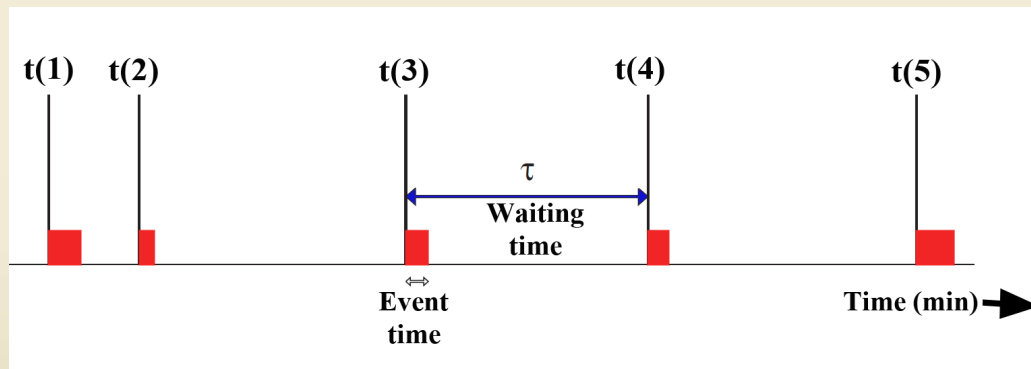 t(1) t(2) t(3) t(4) t(5)
τ
Waiting
time
Event
time
Time (min)